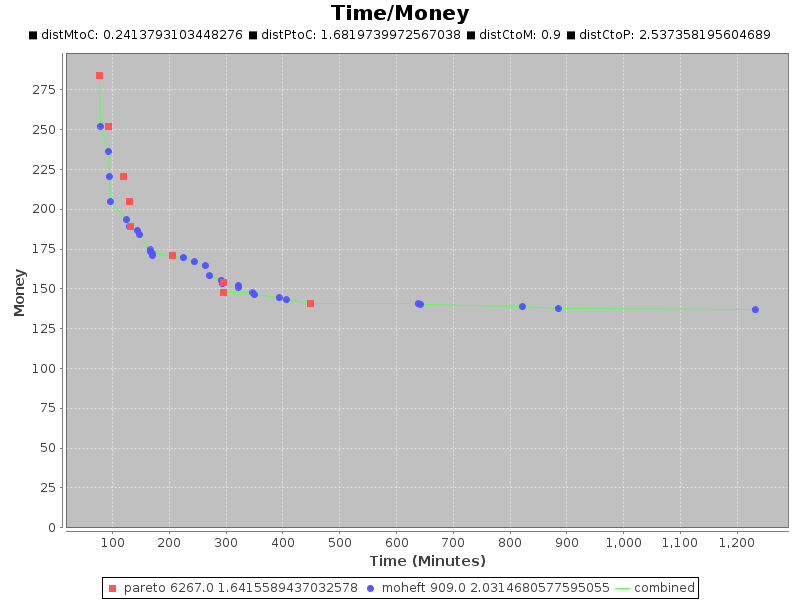 Time/Money
distMtoC: 0.2413793103448276 distPtoC: 1.6819739972567038 distCtoM: 0.9 distCtoP: 2.537358195604689
275
250
225
200
175
150
125
100
75
50
25
0
Money
100 200 300 400 500 600 700 800 900 1,000 1,100 1,200
Time (Minutes)
pareto 6267.0 1.6415589437032578 moheft 909.0 2.0314680577595055 combined